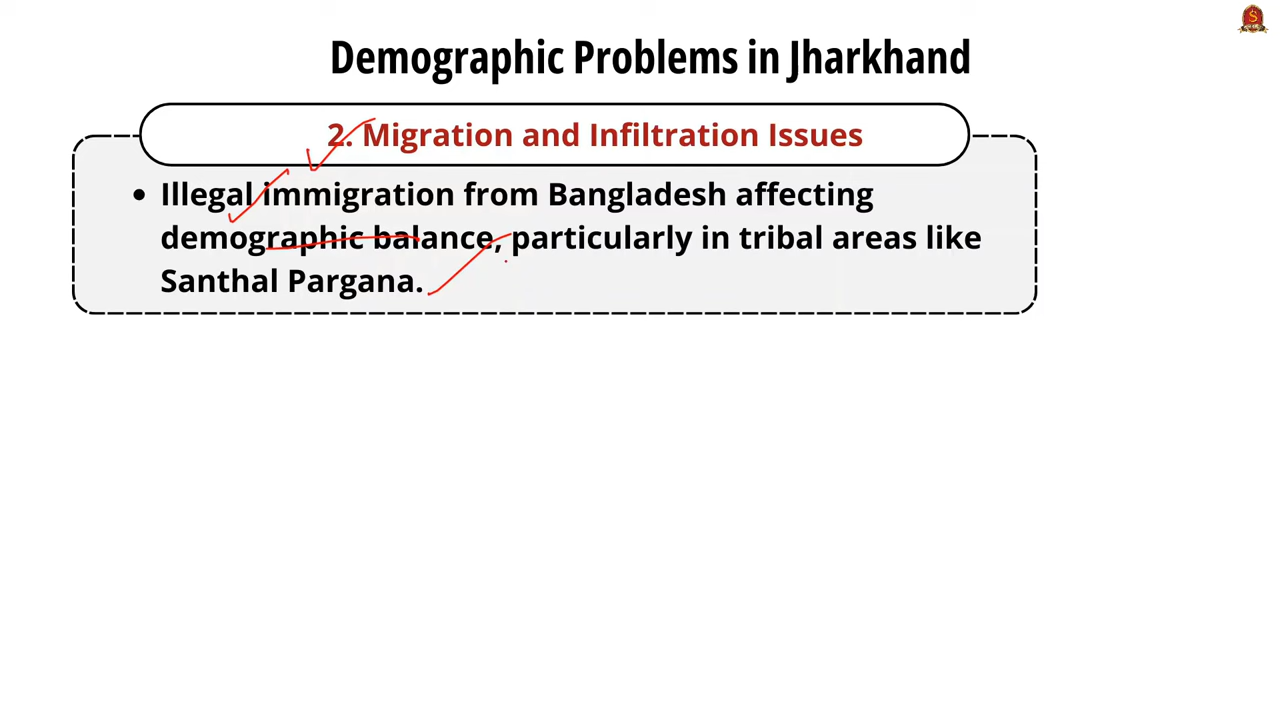 Demographic Problems in Jharkhand
2. Migration and Infiltration Issues
• Illegal immigration from Bangladesh affecting
demographic balance, particularly in tribal areas like
Santhal Pargana.